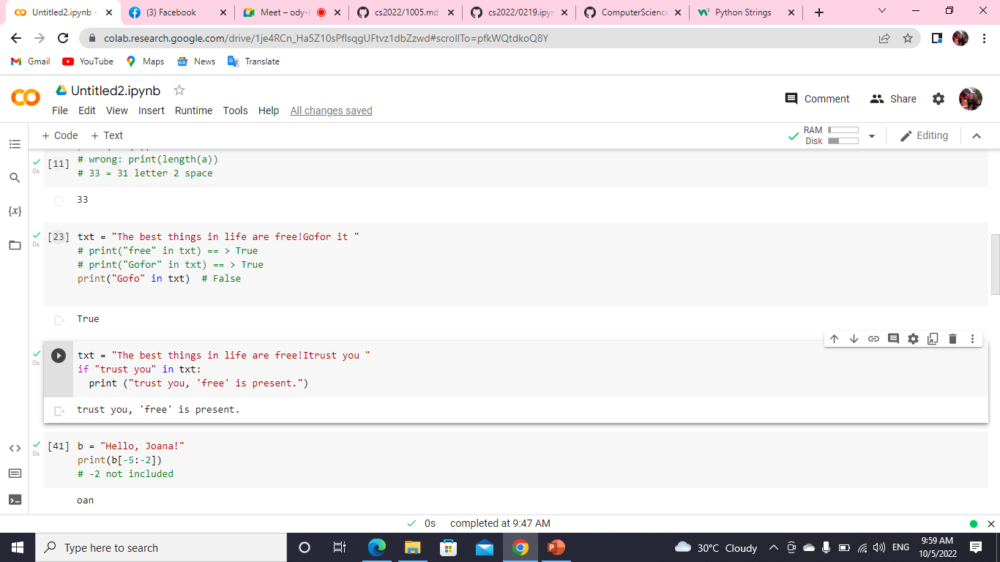 Untitled2.ipynb -
(3) Facebook
Meet – ody-r
cs2022/1005.md
cs2022/0219.ipyn
ComputerScience
Python Strings
colab.research.google.com/drive/1je4RCn_Ha5Z10sPflsqgUFtvz1dbZzwd#scrollTo=pfkWQtdkoQ8Y
Gmail
YouTube
Maps
News
Translate
Untitled2.ipynb
Comment
Share
File Edit View Insert Runtime Tools Help All changes saved
+ Code + Text
RAM
Disk
Editing
[11]
0s
# wrong: print(length(a))
# 33 = 31 letter 2 space
33
{x}
[23] txt = "The best things in life are free!Gofor it "
0s
# print("free" in txt) == > True
# print("Gofor" in txt) == > True
print("Gofo" in txt)  # False
True
txt = "The best things in life are free!Itrust you "
0s
if "trust you" in txt:
  print ("trust you, 'free' is present.")
trust you, 'free' is present.
[41] b = "Hello, Joana!"
0s
print(b[-5:-2])
# -2 not included
oan
0s completed at 9:47 AM
Type here to search
30°C Cloudy
ENG
9:59 AM
10/5/2022